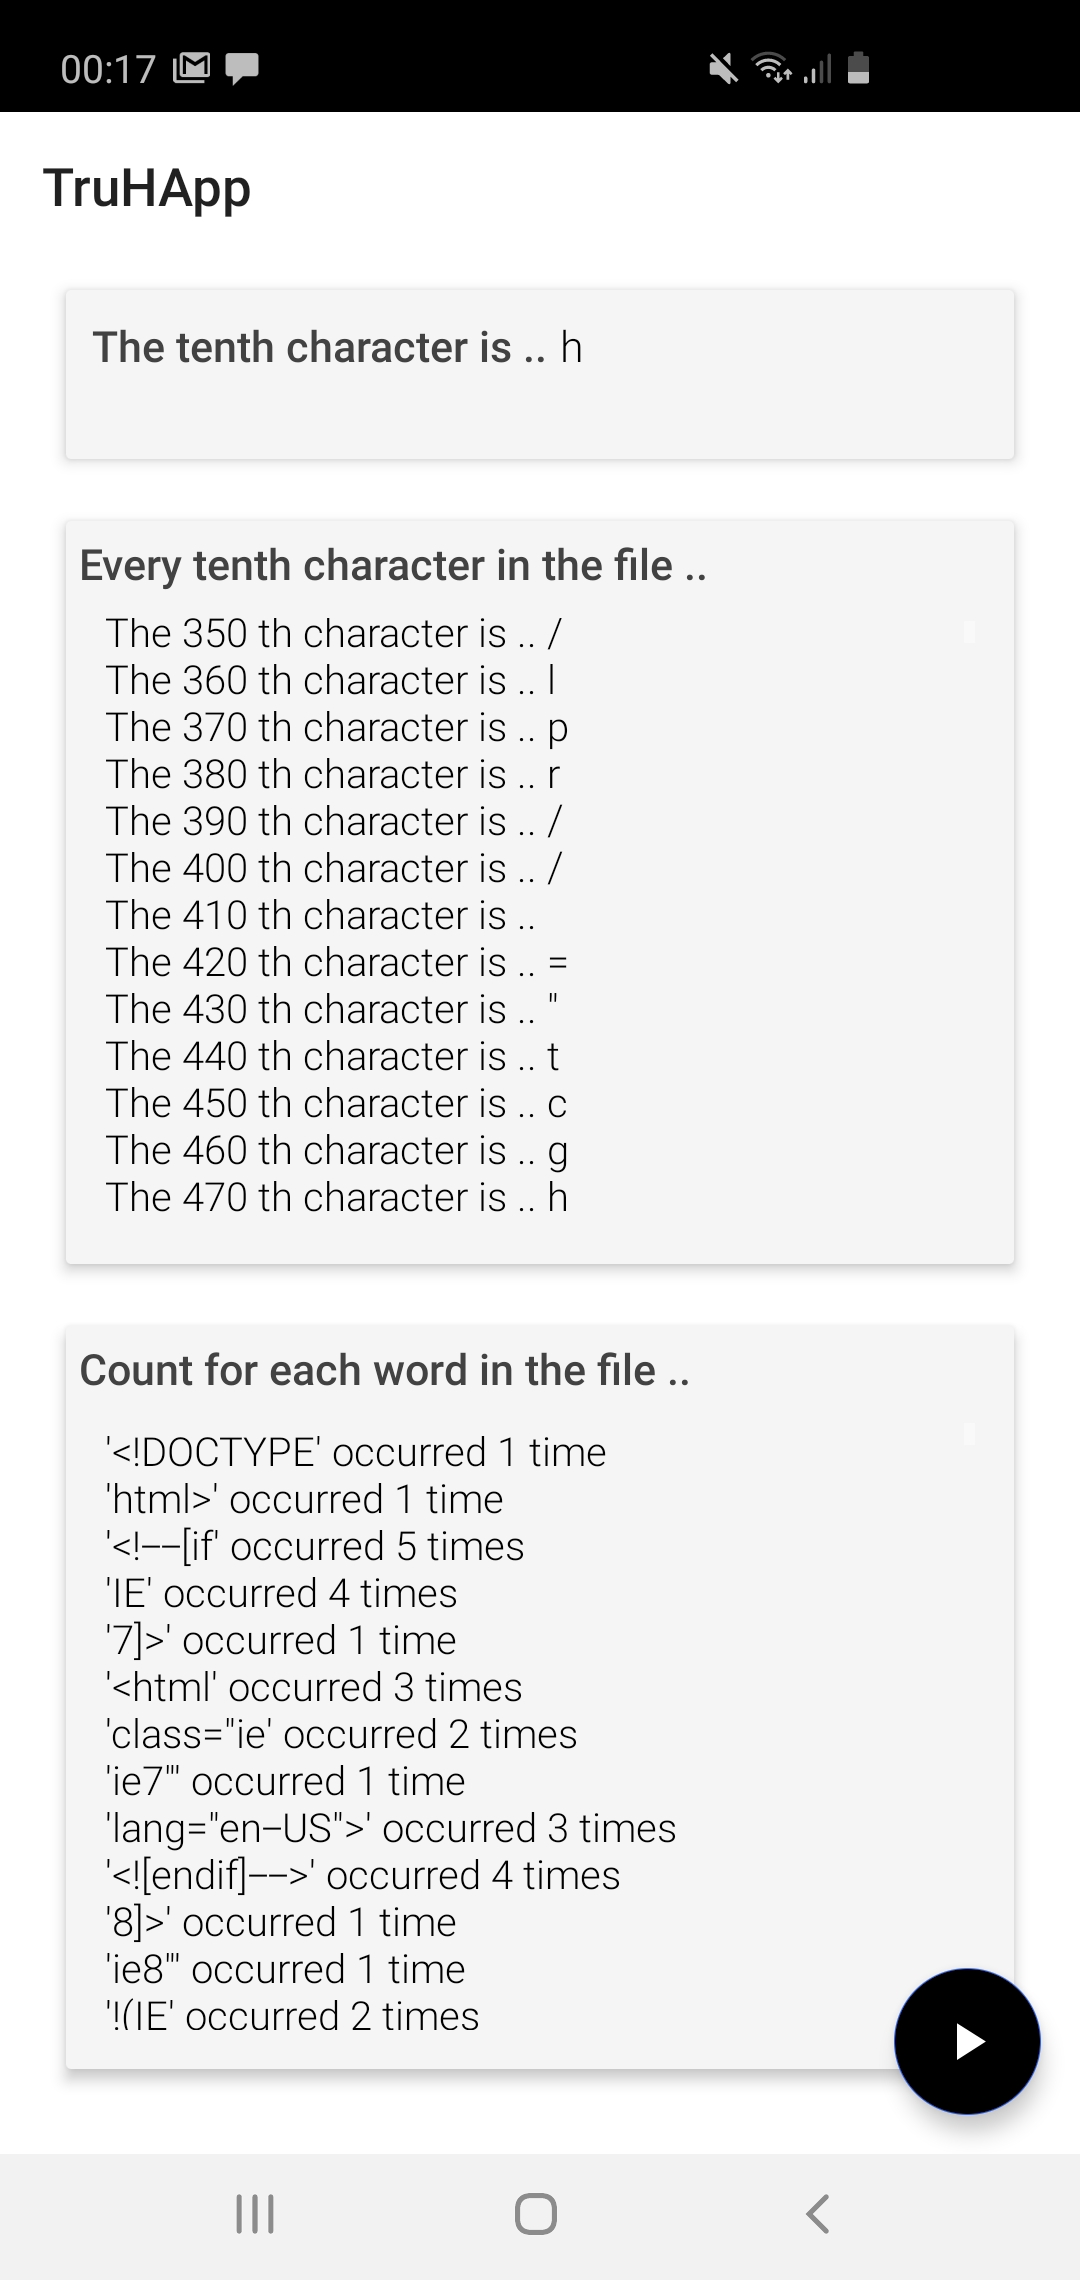 00:17
TruHApp
The tenth character is .. h
Every tenth character in the file ..
The 350 th character is .. /
The 360 th character is .. l
The 370 th character is .. p
The 380 th character is .. r
The 390 th character is .. /
The 400 th character is .. /
The 410 th character is ..
The 420 th character is .. =
The 430 th character is .. "
The 440 th character is .. t
The 450 th character is .. c
The 460 th character is .. g
The 470 th character is .. h
Count for each word in the file ..
'<!DOCTYPE' occurred 1 time
'html>' occurred 1 time
'<!--[if' occurred 5 times
'IE' occurred 4 times
'7]>' occurred 1 time
'<html' occurred 3 times
'class="ie' occurred 2 times
'ie7"' occurred 1 time
'lang="en-US">' occurred 3 times
'<![endif]-->' occurred 4 times
'8]>' occurred 1 time
'ie8"' occurred 1 time
'!(IE' occurred 2 times